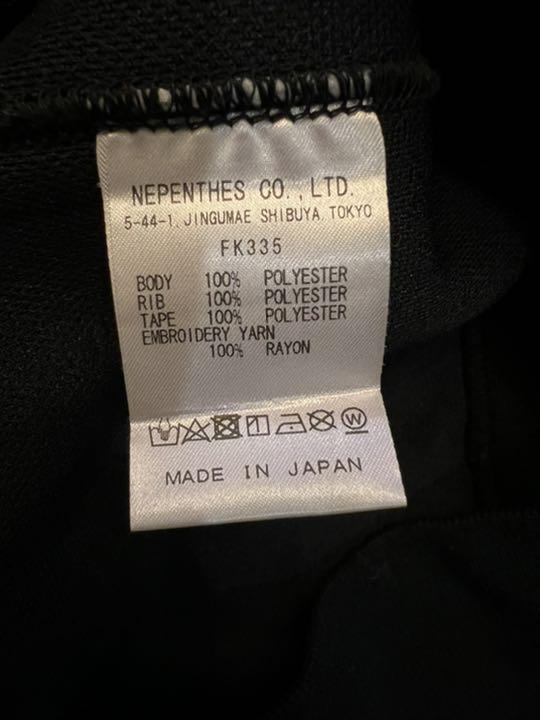 NEPENTHES CO., LTD.
5-44-1, JINGUMAE SHIBUYA, TOKYO
FK335
BODY 100% POLYESTER
RIB 100% POLYESTER
TAPE 100% POLYESTER
EMBROIDERY YARN
100% RAYON
W
MADE IN JAPAN